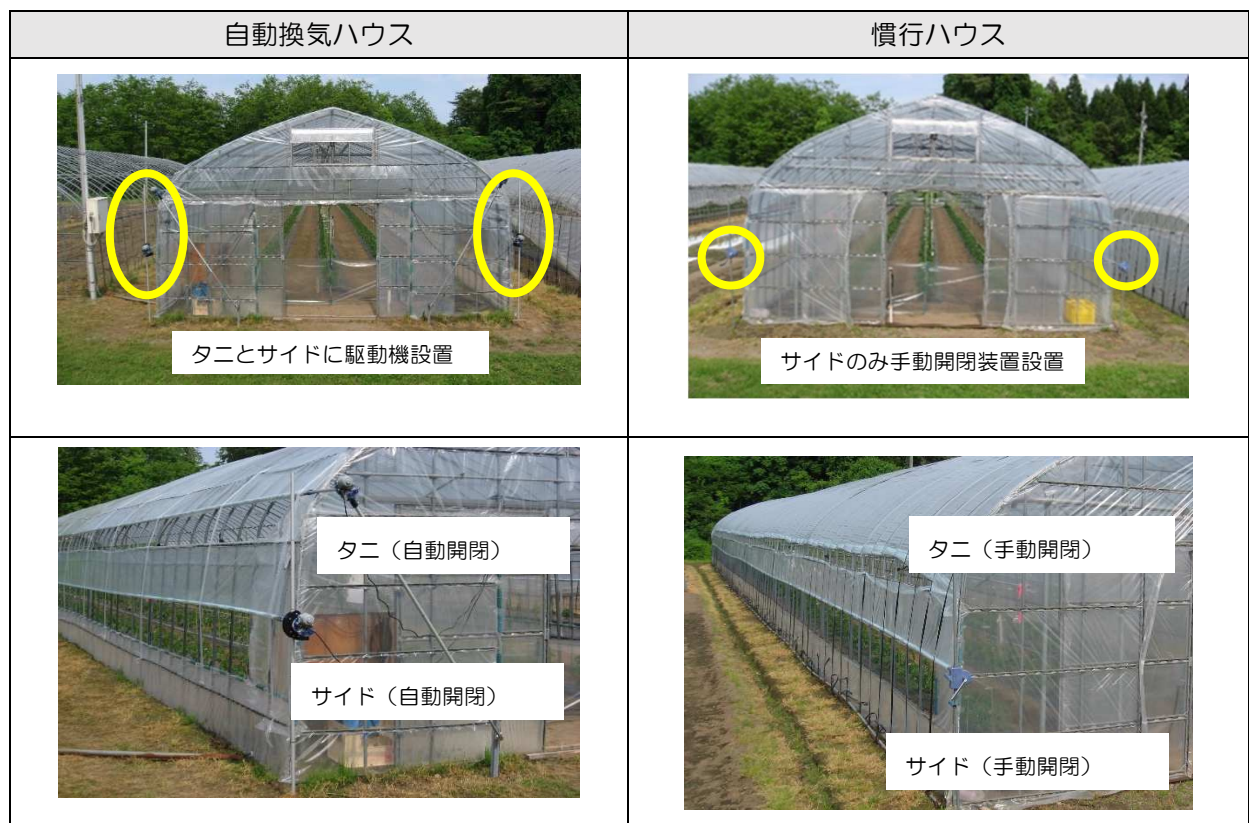 自動換気ハウス
慣行ハウス
タニとサイドに駆動機設置
サイドのみ手動開閉装置設置
タニ（自動開閉）
サイド（自動開閉）
タニ（手動開閉）
サイド（手動開閉）